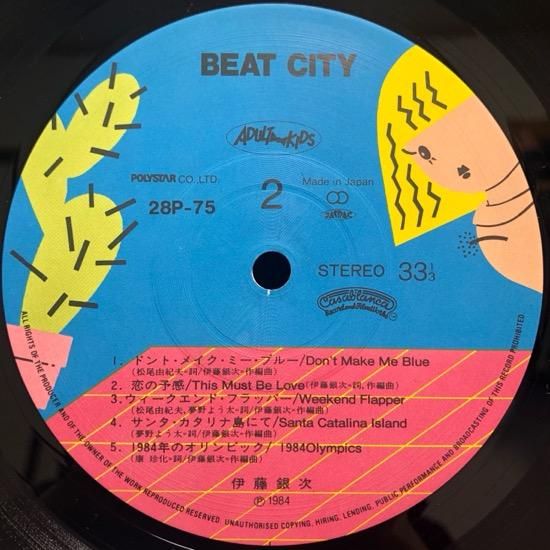 BEAT CITY
ADULT and KIDS
POLYSTAR CO.,LTD.
28P-75
2
Made in Japan
JASRAC
STEREO 33⅓
Casablanca
Record and FilmWorks
1. ドント・メイク・ミー・ブルー/Don't Make Me Blue
(松尾由紀夫=詞/伊藤銀次=作編曲)
2. 恋の予感/This Must Be Love(伊藤銀次=詞、作編曲)
3. ウィークエンド・フラッパー/Weekend Flapper
(松尾由紀夫、夢野よう太=詞/伊藤銀次=作編曲)
4. サンタ・カタリナ島にて/Santa Catalina Island
(夢野よう太=詞/伊藤銀次=作編曲)
5. 1984年のオリンピック/1984Olympics
(康 珍化=詞/伊藤銀次=作編曲)
伊藤銀次
Ⓟ1984
ALL RIGHTS OF THE PRODUCER AND OF THE OWNER OF THE WORK REPRODUCED RESERVED. UNAUTHORISED COPYING, HIRING, LENDING, PUBLIC PERFORMANCE AND BROADCASTING OF THIS RECORD PROHIBITED